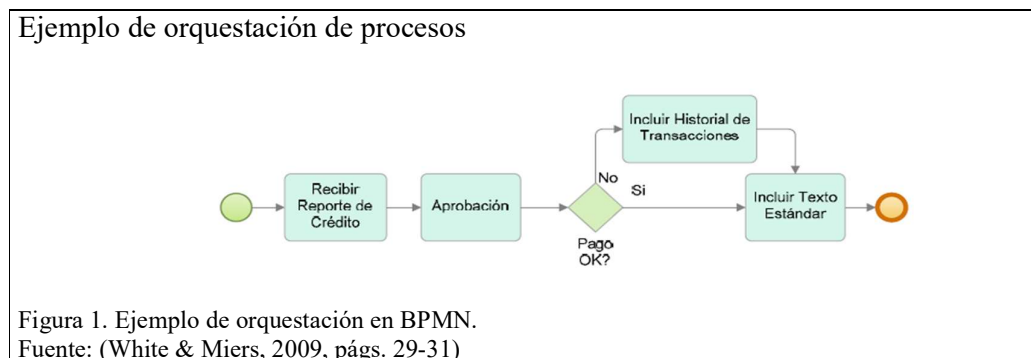 Ejemplo de orquestación de procesos
Incluir Historial de
Transacciones
No
Si
Recibir
Reporte de
Crédito
Aprobación
Incluir Texto
Estándar
Pago
OK?
Figura 1. Ejemplo de orquestación en BPMN.
Fuente: (White & Miers, 2009, págs. 29-31)